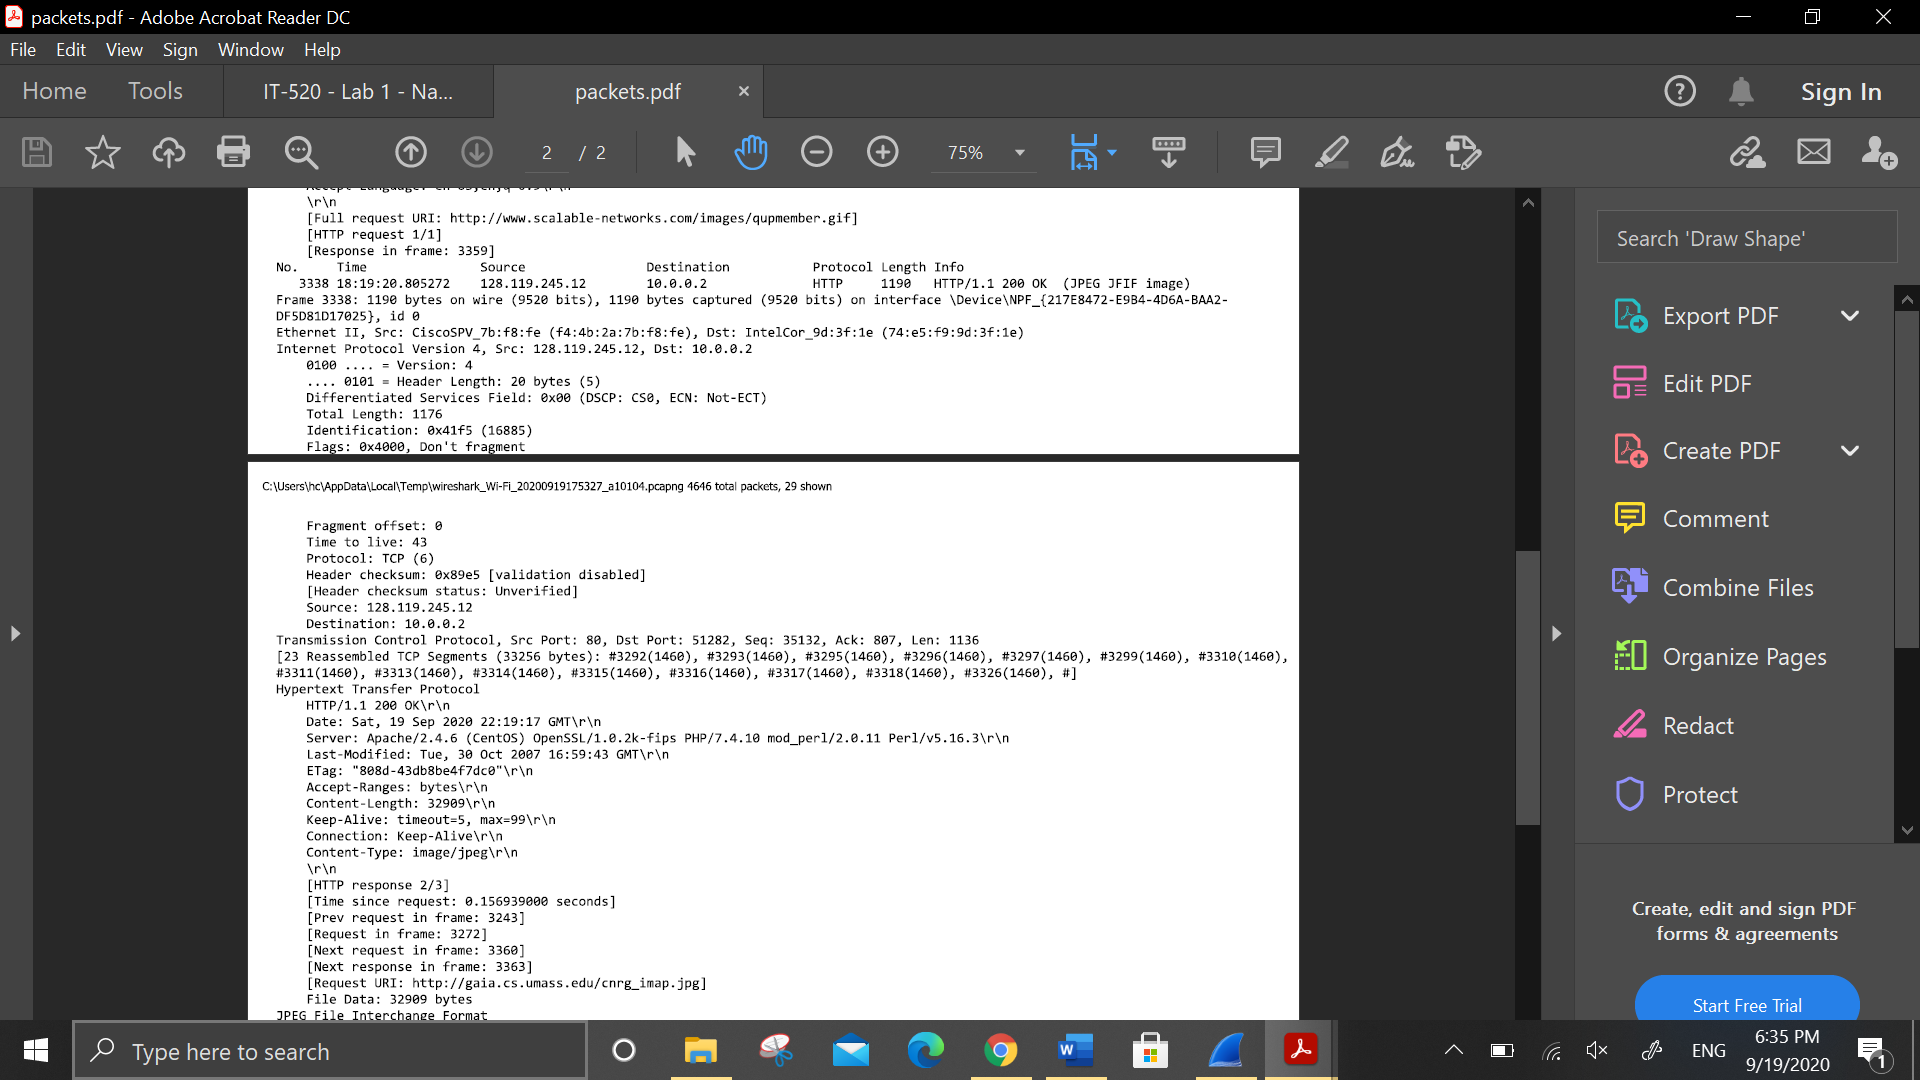 packets.pdf - Adobe Acrobat Reader DC
File Edit View Sign Window Help
Home Tools IT-520 - Lab 1 - Na... packets.pdf × Sign In
2 / 2 75%
\r\n
[Full request URI: http://www.scalable-networks.com/images/qupmember.gif]
[HTTP request 1/1]
[Response in frame: 3359]
No. Time Source Destination Protocol Length Info
3338 18:19:20.805272 128.119.245.12 10.0.0.2 HTTP 1190 HTTP/1.1 200 OK (JPEG JFIF image)
Frame 3338: 1190 bytes on wire (9520 bits), 1190 bytes captured (9520 bits) on interface \Device\NPF_{217E8472-E9B4-4D6A-BAA2-
DF5D81D17025}, id 0
Ethernet II, Src: CiscoSPV_7b:f8:fe (f4:4b:2a:7b:f8:fe), Dst: IntelCor_9d:3f:1e (74:e5:f9:9d:3f:1e)
Internet Protocol Version 4, Src: 128.119.245.12, Dst: 10.0.0.2
0100 .... = Version: 4
.... 0101 = Header Length: 20 bytes (5)
Differentiated Services Field: 0x00 (DSCP: CS0, ECN: Not-ECT)
Total Length: 1176
Identification: 0x41f5 (16885)
Flags: 0x4000, Don't fragment
C:\Users\hc\AppData\Local\Temp\wireshark_Wi-Fi_20200919175327_a10104.pcapng 4646 total packets, 29 shown
Fragment offset: 0
Time to live: 43
Protocol: TCP (6)
Header checksum: 0x89e5 [validation disabled]
[Header checksum status: Unverified]
Source: 128.119.245.12
Destination: 10.0.0.2
Transmission Control Protocol, Src Port: 80, Dst Port: 51282, Seq: 35132, Ack: 807, Len: 1136
[23 Reassembled TCP Segments (33256 bytes): #3292(1460), #3293(1460), #3295(1460), #3296(1460), #3297(1460), #3299(1460), #3310(1460),
#3311(1460), #3313(1460), #3314(1460), #3315(1460), #3316(1460), #3317(1460), #3318(1460), #3326(1460), #]
Hypertext Transfer Protocol
HTTP/1.1 200 OK\r\n
Date: Sat, 19 Sep 2020 22:19:17 GMT\r\n
Server: Apache/2.4.6 (CentOS) OpenSSL/1.0.2k-fips PHP/7.4.10 mod_perl/2.0.11 Perl/v5.16.3\r\n
Last-Modified: Tue, 30 Oct 2007 16:59:43 GMT\r\n
ETag: "808d-43db8be4f7dc0"\r\n
Accept-Ranges: bytes\r\n
Content-Length: 32909\r\n
Keep-Alive: timeout=5, max=99\r\n
Connection: Keep-Alive\r\n
Content-Type: image/jpeg\r\n
\r\n
[HTTP response 2/3]
[Time since request: 0.156939000 seconds]
[Prev request in frame: 3243]
[Request in frame: 3272]
[Next request in frame: 3360]
[Next response in frame: 3363]
[Request URI: http://gaia.cs.umass.edu/cnrg_imap.jpg]
File Data: 32909 bytes
JPEG File Interchange Format
Search 'Draw Shape'
Export PDF
Edit PDF
Create PDF
Comment
Combine Files
Organize Pages
Redact
Protect
Create, edit and sign PDF
forms & agreements
Start Free Trial
Type here to search
ENG
6:35 PM
9/19/2020
1